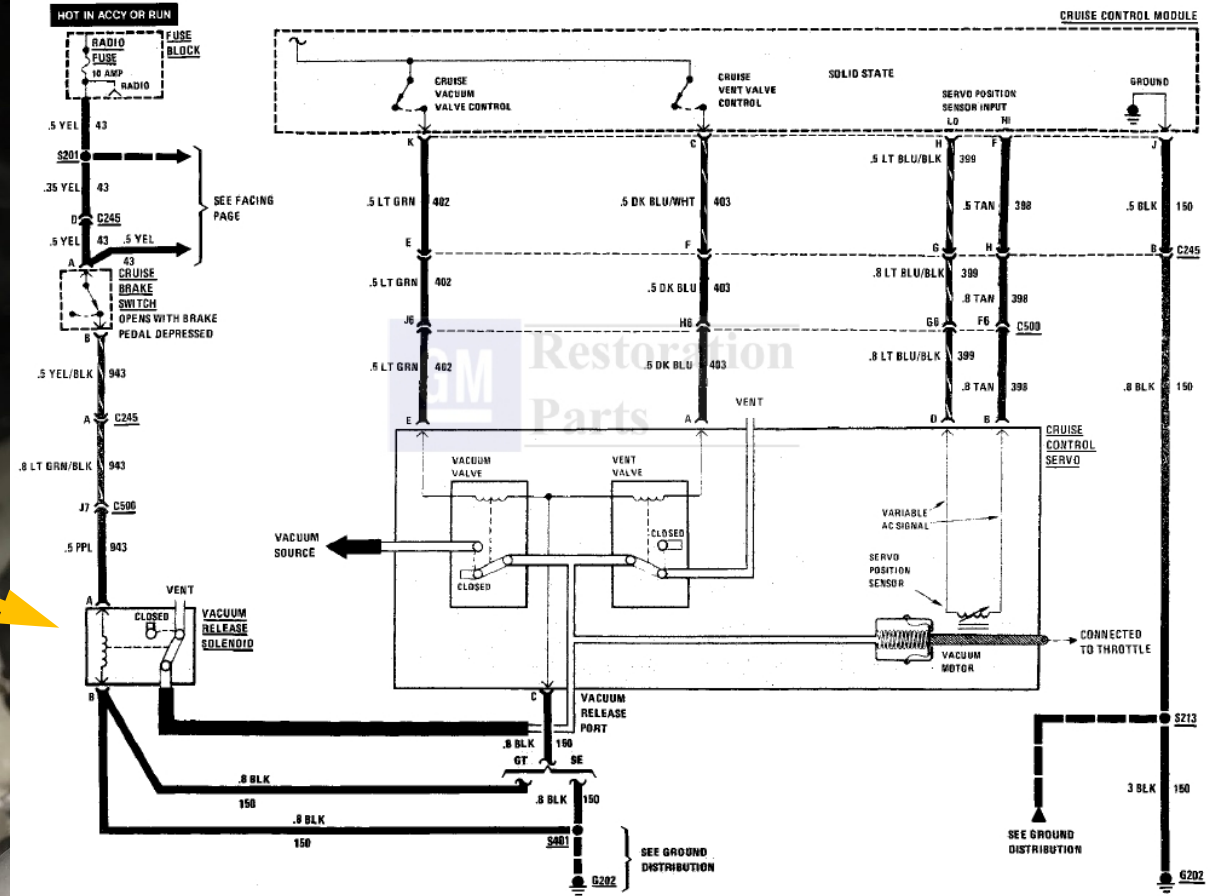 HOT IN ACCY OR RUN
CRUISE CONTROL MODULE
RADIO
FUSE
10 AMP
RADIO
FUSE
BLOCK
CRUISE
VACUUM
VALVE CONTROL
CRUISE
VENT VALVE
CONTROL
SOLID STATE
SERVO POSITION
SENSOR INPUT
LO HI
GROUND
K C H F J
.5 YEL 43
S201
.35 YEL 43
D C245
.5 YEL 43 .5 YEL
43
SEE FACING
PAGE
A
CRUISE
BRAKE
SWITCH
OPENS WITH BRAKE
PEDAL DEPRESSED
B
.5 LT GRN 402
.5 DK BLU/WHT 403
.5 LT BLU/BLK 399
.5 TAN 398
.5 BLK 150
E F G H B C245
.5 LT GRN 402
.5 DK BLU 403
.8 LT BLU/BLK 399
.8 TAN 398
J6 H6 G6 F6 C500
.5 LT GRN 402
.5 DK BLU 403
.8 LT BLU/BLK 399
.8 TAN 398
.8 BLK 150
GM
Restoration
Parts
.5 YEL/BLK 943
A C245
.8 LT GRN/BLK 943
J7 C500
.5 PPL 943
A
E A VENT D B
CRUISE
CONTROL
SERVO
VACUUM
VALVE
VENT
VALVE
CLOSED
CLOSED
VACUUM
SOURCE
VARIABLE
AC SIGNAL
SERVO
POSITION
SENSOR
VACUUM
MOTOR
CONNECTED
TO THROTTLE
VENT
CLOSED
VACUUM
RELEASE
SOLENOID
B
C
VACUUM
RELEASE
PORT
.8 BLK 150
GT SE
.8 BLK
150
.8 BLK 150
.8 BLK
150
S401
SEE GROUND
DISTRIBUTION
G202
S213
3 BLK 150
SEE GROUND
DISTRIBUTION
G202